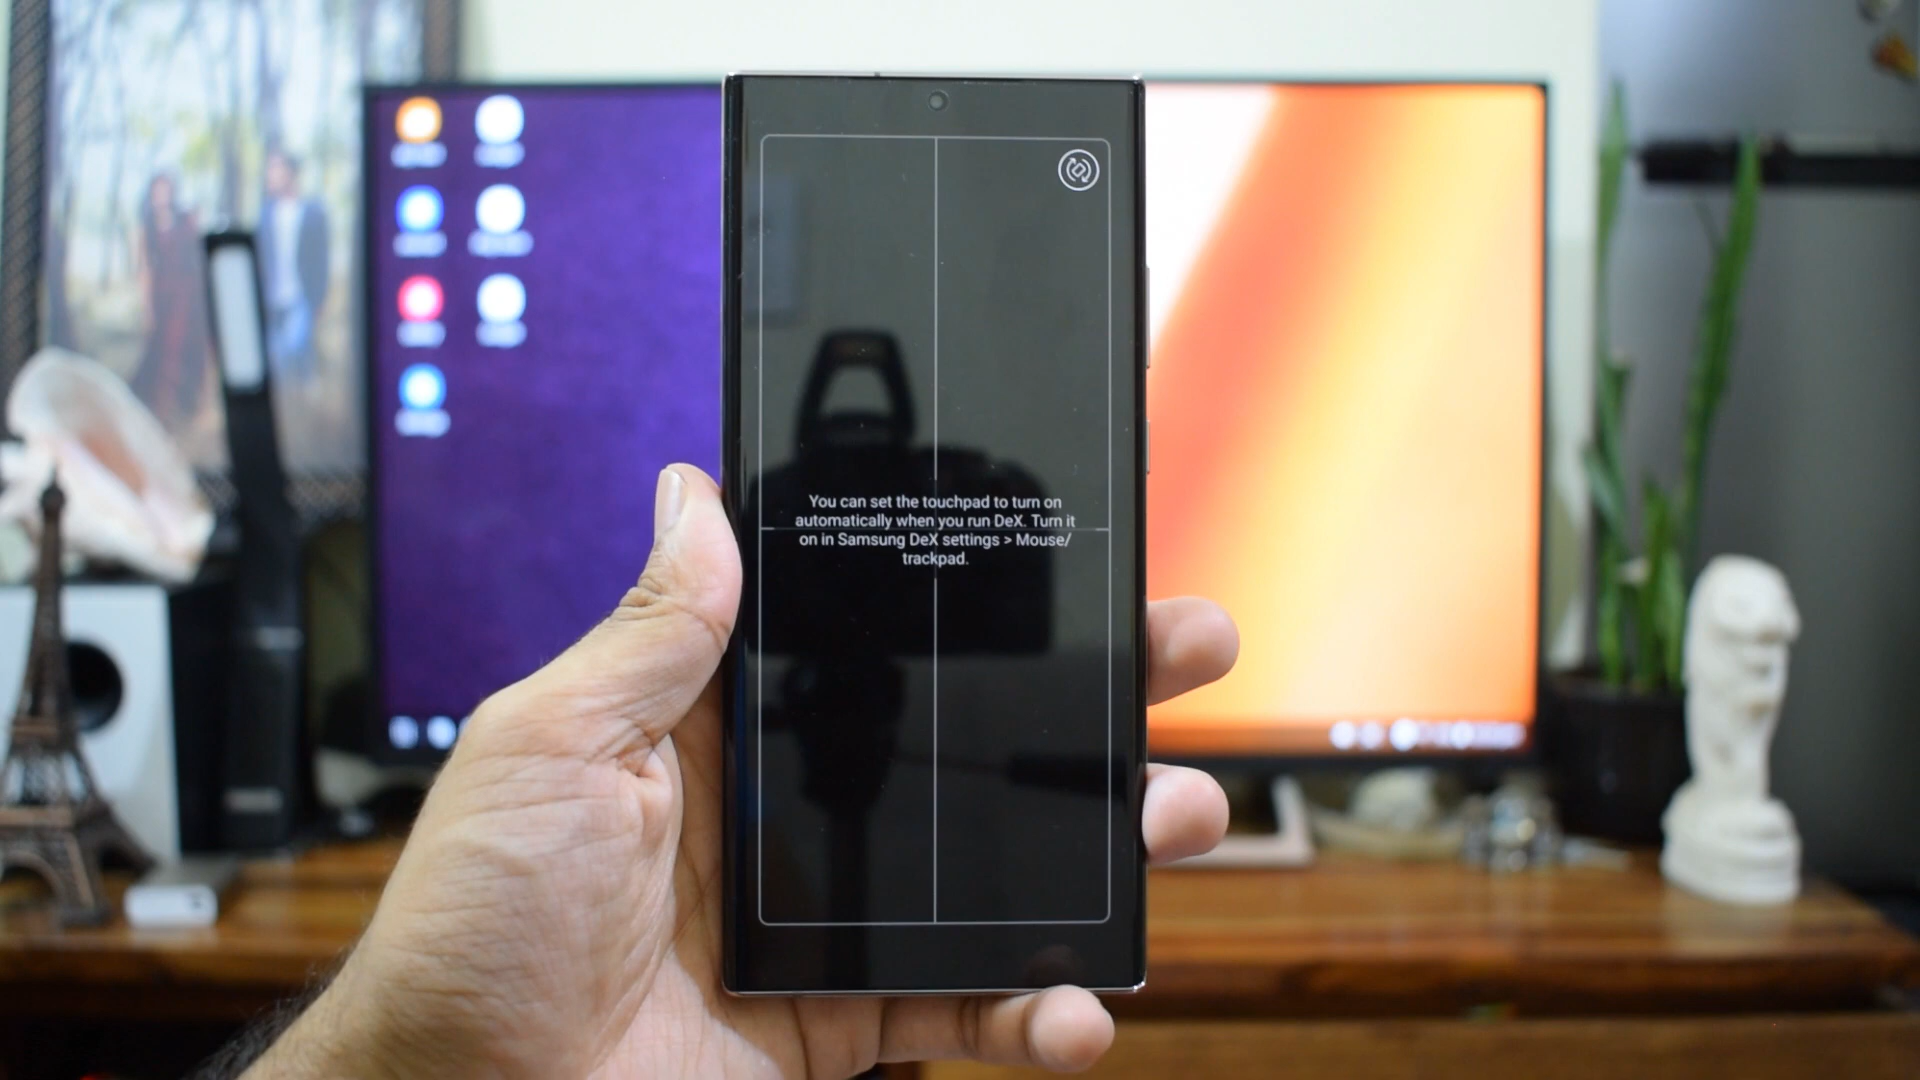 You can set the touchpad to turn on
automatically when you run DeX. Turn it
on in Samsung DeX settings > Mouse/
trackpad.